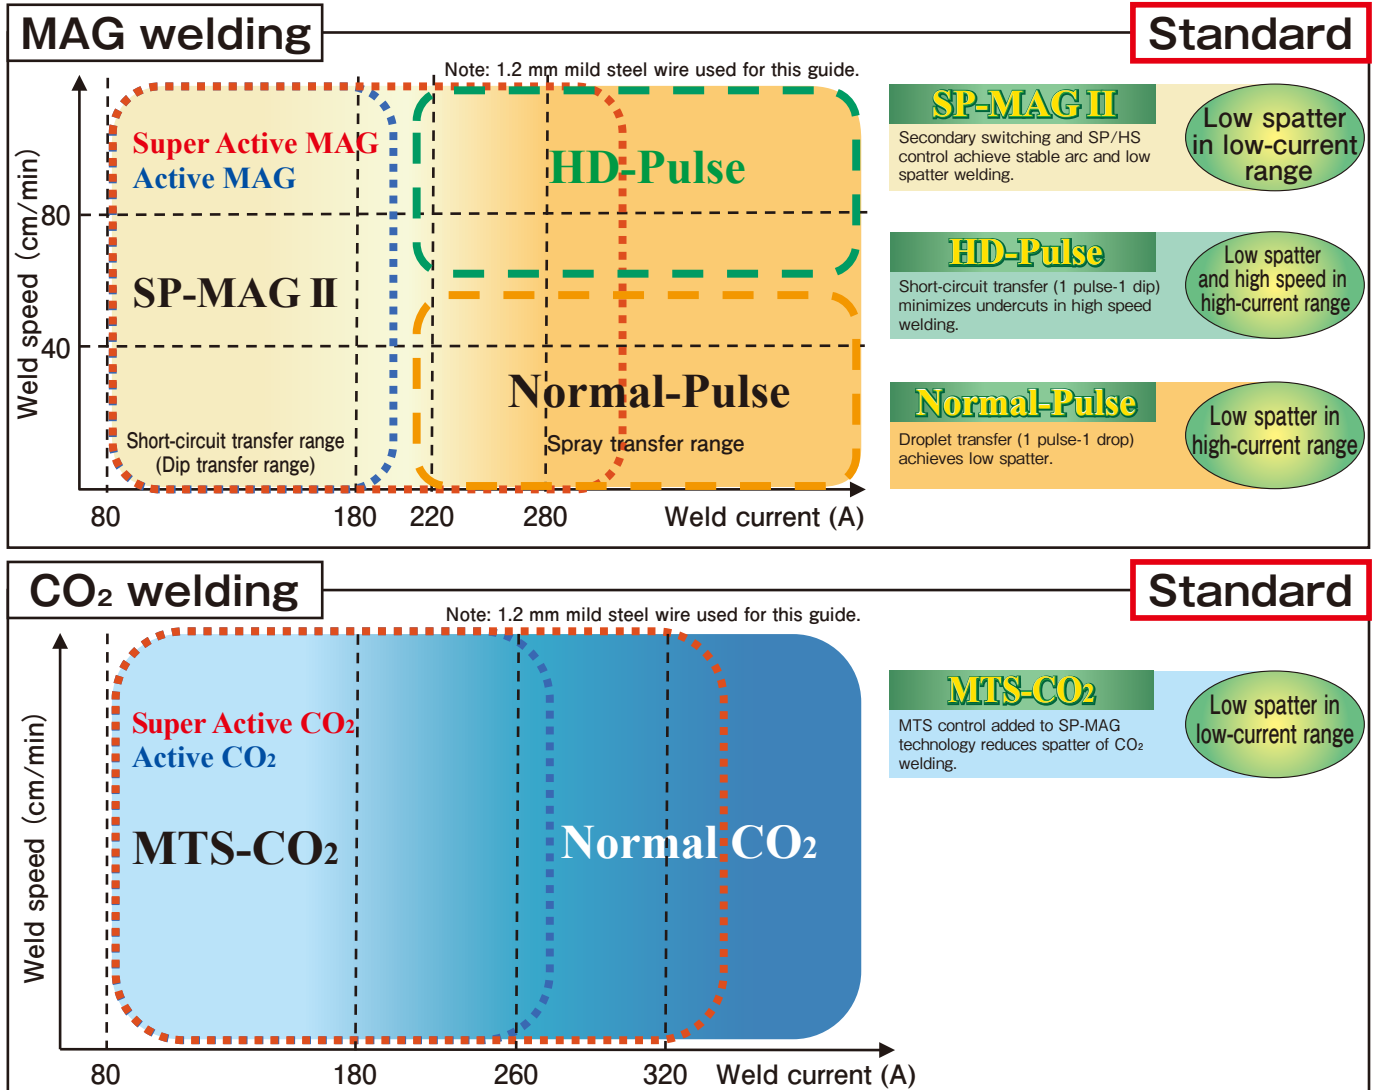 MAG welding
Standard
Note: 1.2 mm mild steel wire used for this guide.
Weld speed (cm/min)
80
40
Super Active MAG
Active MAG
HD-Pulse
SP-MAG II
Normal-Pulse
Short-circuit transfer range
(Dip transfer range)
Spray transfer range
80
180
220
280
Weld current (A)
SP-MAG II
Secondary switching and SP/HS
control achieve stable arc and low
spatter welding.
Low spatter
in low-current
range
HD-Pulse
Short-circuit transfer (1 pulse-1 dip)
minimizes undercuts in high speed
welding.
Low spatter
and high speed in
high-current range
Normal-Pulse
Droplet transfer (1 pulse-1 drop)
achieves low spatter.
Low spatter in
high-current range
CO₂ welding
Standard
Note: 1.2 mm mild steel wire used for this guide.
Weld speed (cm/min)
Super Active CO₂
Active CO₂
MTS-CO₂
Normal CO₂
80
180
260
320
Weld current (A)
MTS-CO₂
MTS control added to SP-MAG
technology reduces spatter of CO₂
welding.
Low spatter in
low-current range